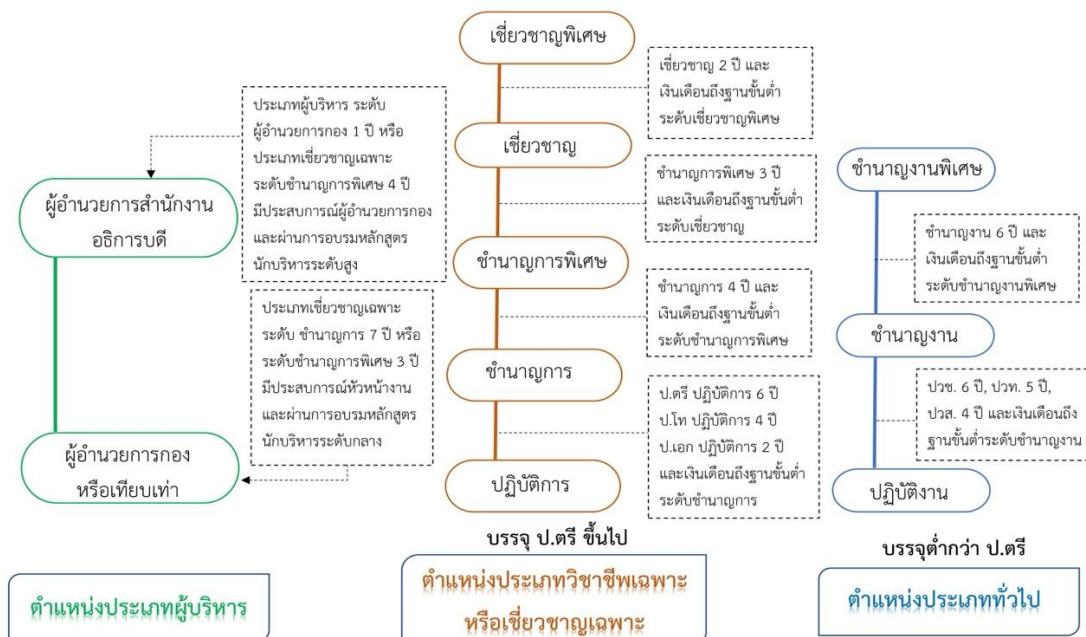 ผู้อำนวยการสำนักงาน
อธิการบดี
ประเภทผู้บริหาร ระดับ
ผู้อำนวยการกอง 1 ปี หรือ
ประเภทเชี่ยวชาญเฉพาะ
ระดับชำนาญการพิเศษ 4 ปี
มีประสบการณ์ผู้อำนวยการกอง
และผ่านการอบรมหลักสูตร
นักบริหารระดับสูง
ประเภทเชี่ยวชาญเฉพาะ
ระดับ ชำนาญการ 7 ปี หรือ
ระดับชำนาญการพิเศษ 3 ปี
มีประสบการณ์หัวหน้างาน
และผ่านการอบรมหลักสูตร
นักบริหารระดับกลาง
ผู้อำนวยการกอง
หรือเทียบเท่า
ตำแหน่งประเภทผู้บริหาร
เชี่ยวชาญพิเศษ
เชี่ยวชาญ 2 ปี และ
เงินเดือนถึงฐานขั้นต่ำ
ระดับเชี่ยวชาญพิเศษ
เชี่ยวชาญ
ชำนาญการพิเศษ 3 ปี
และเงินเดือนถึงฐานขั้นต่ำ
ระดับเชี่ยวชาญ
ชำนาญการพิเศษ
ชำนาญการ 4 ปี และ
เงินเดือนถึงฐานขั้นต่ำ
ระดับชำนาญการพิเศษ
ชำนาญการ
ป.ตรี ปฏิบัติการ 6 ปี
ป.โท ปฏิบัติการ 4 ปี
ป.เอก ปฏิบัติการ 2 ปี
และเงินเดือนถึงฐานขั้นต่ำ
ระดับชำนาญการ
ปฏิบัติการ
บรรจุ ป.ตรี ขึ้นไป
ตำแหน่งประเภทวิชาชีพเฉพาะ
หรือเชี่ยวชาญเฉพาะ
ชำนาญงานพิเศษ
ชำนาญงาน 6 ปี และ
เงินเดือนถึงฐานขั้นต่ำ
ระดับชำนาญงานพิเศษ
ชำนาญงาน
ปวช. 6 ปี, ปวท. 5 ปี,
ปวส. 4 ปี และเงินเดือนถึง
ฐานขั้นต่ำระดับชำนาญงาน
ปฏิบัติงาน
บรรจุต่ำกว่า ป.ตรี
ตำแหน่งประเภททั่วไป